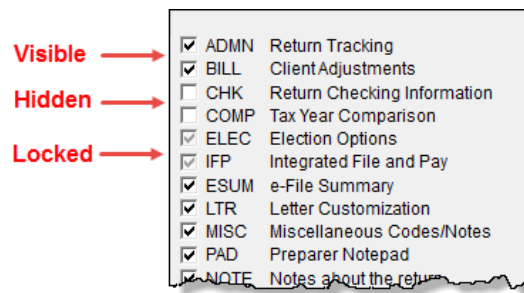 Visible
Hidden
Locked
ADMN Return Tracking
BILL Client Adjustments
CHK Return Checking Information
COMP Tax Year Comparison
ELEC Election Options
IFP Integrated File and Pay
ESUM e-File Summary
LTR Letter Customization
MISC Miscellaneous Codes/Notes
PAD Preparer Notepad
NOTE Notes about the return